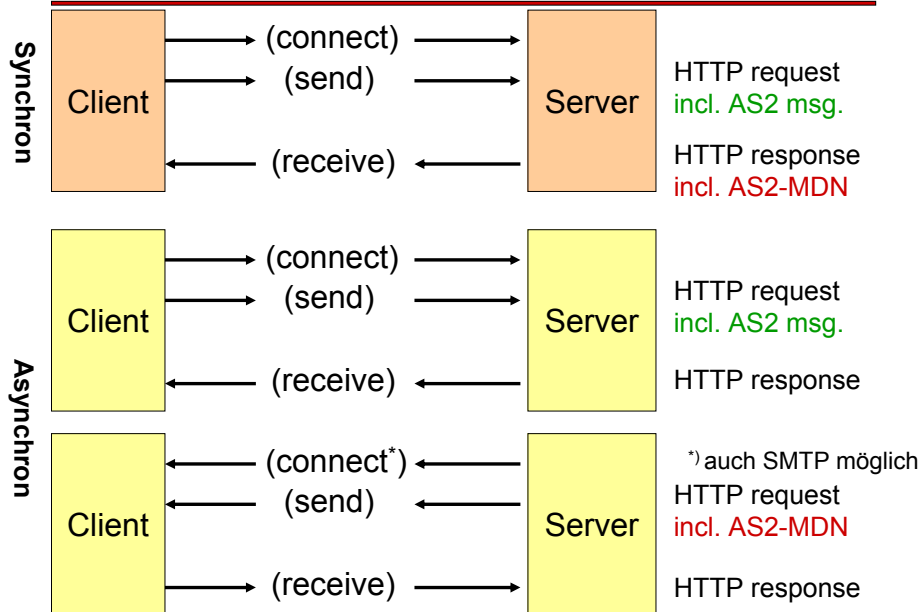 Synchron
(connect)
(send)
Client
Server
HTTP request
incl. AS2 msg.
(receive)
HTTP response
incl. AS2-MDN
Asynchron
(connect)
(send)
Client
Server
HTTP request
incl. AS2 msg.
(receive)
HTTP response
(connect*)
*) auch SMTP möglich
(send)
Client
Server
HTTP request
incl. AS2-MDN
(receive)
HTTP response